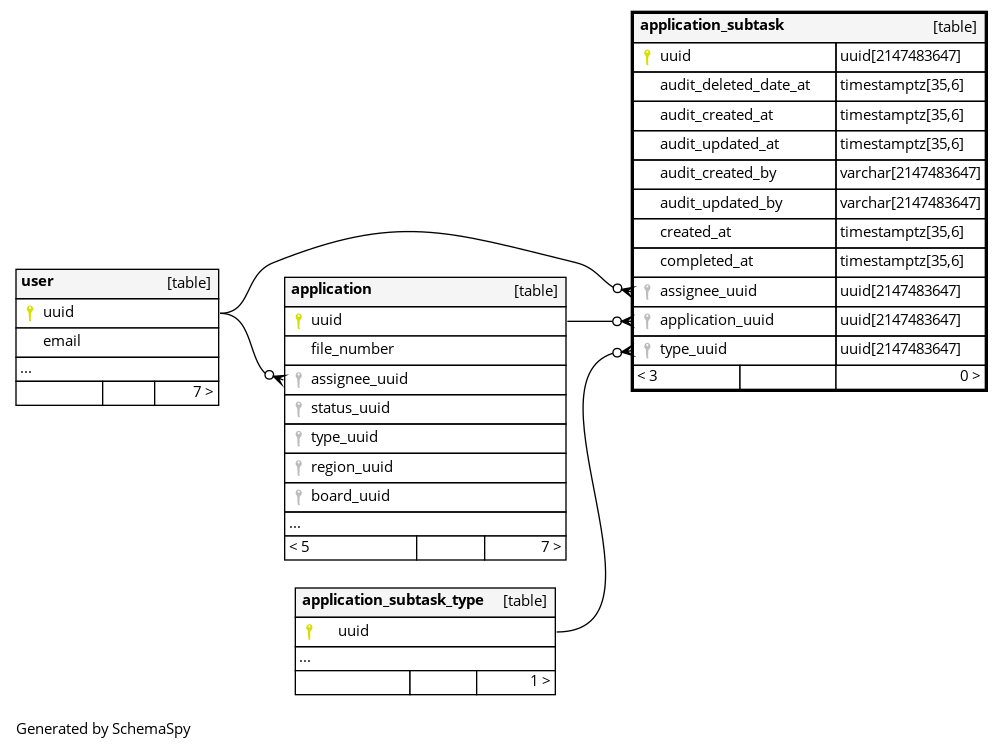 application_subtask [table]
uuid uuid[2147483647]
audit_deleted_date_at timestamptz[35,6]
audit_created_at timestamptz[35,6]
audit_updated_at timestamptz[35,6]
audit_created_by varchar[2147483647]
audit_updated_by varchar[2147483647]
created_at timestamptz[35,6]
completed_at timestamptz[35,6]
assignee_uuid uuid[2147483647]
application_uuid uuid[2147483647]
type_uuid uuid[2147483647]
< 3 0 >
user [table]
uuid
email
...
7 >
application [table]
uuid
file_number
assignee_uuid
status_uuid
type_uuid
region_uuid
board_uuid
...
< 5 7 >
application_subtask_type [table]
uuid
...
1 >
Generated by SchemaSpy